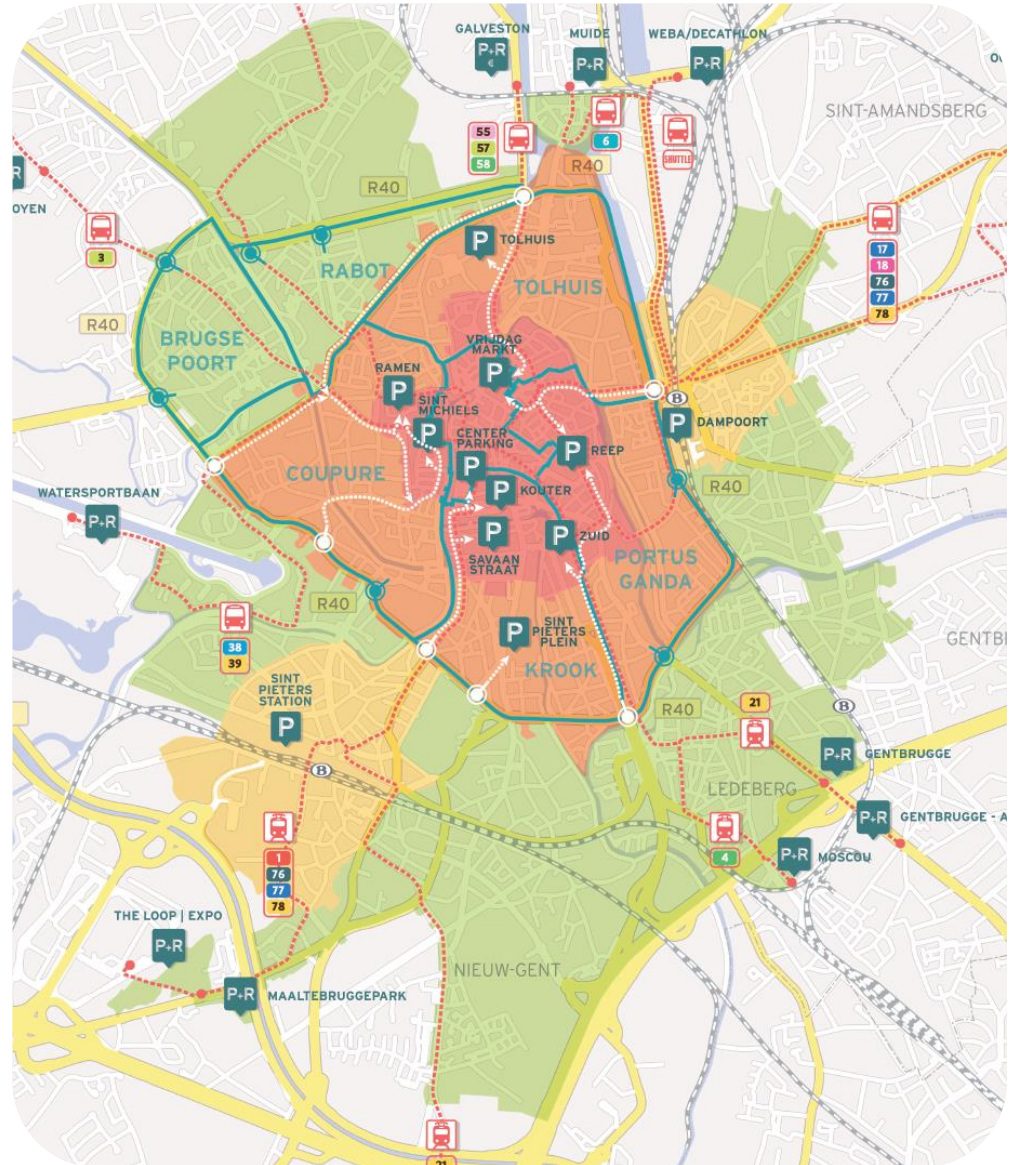 GALVESTON
P+R
€
MUIDE
P+R
WEBA/DECATHLON
P+R
SINT-AMANDSBERG
55
57
58
6
SHUTTLE
R40
R40
R
OYEN
3
17
18
76
77
78
P
TOLHUIS
RABOT
TOLHUIS
R40
BRUGSE
POORT
VRIJDAG
MARKT
P
RAMEN
P
SINT
MICHIELS
P
B
P
DAMPOORT
CENTER
PARKING
P
P
REEP
COUPURE
P
KOUTER
R40
WATERSPORTBAAN
P+R
P
SAVAAN
STRAAT
P
ZUID
PORTUS
GANDA
R40
38
39
SINT
PIETERS
PLEIN
P
KROOK
GENTB
SINT
PIETERS
STATION
P
R40
21
B
GENTBRUGGE
P+R
B
LEDEBERG
P+R
GENTBRUGGE - A
1
76
77
78
4
P+R
MOSCOU
THE LOOP | EXPO
P+R
NIEUW-GENT
P+R
MAALTEBRUGGEPARK
21